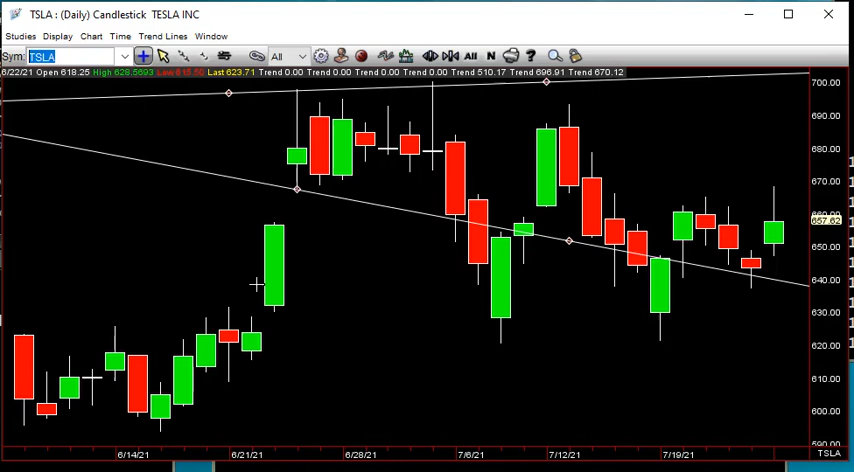 TSLA : (Daily) Candlestick  TESLA INC
Studies  Display  Chart  Time  Trend Lines  Window
Sym: TSLA  All  All  N  ?
6/22/21 Open 618.25 High 628.5693 Low 615.50 Last 623.71 Trend 0.00 Trend 0.00 Trend 0.00 Trend 0.00 Trend 510.17 Trend 696.91 Trend 670.12
700.00
690.00
680.00
670.00
657.62
650.00
640.00
630.00
620.00
610.00
600.00
590.00
6/14/21  6/21/21  6/28/21  7/6/21  7/12/21  7/19/21  TSLA